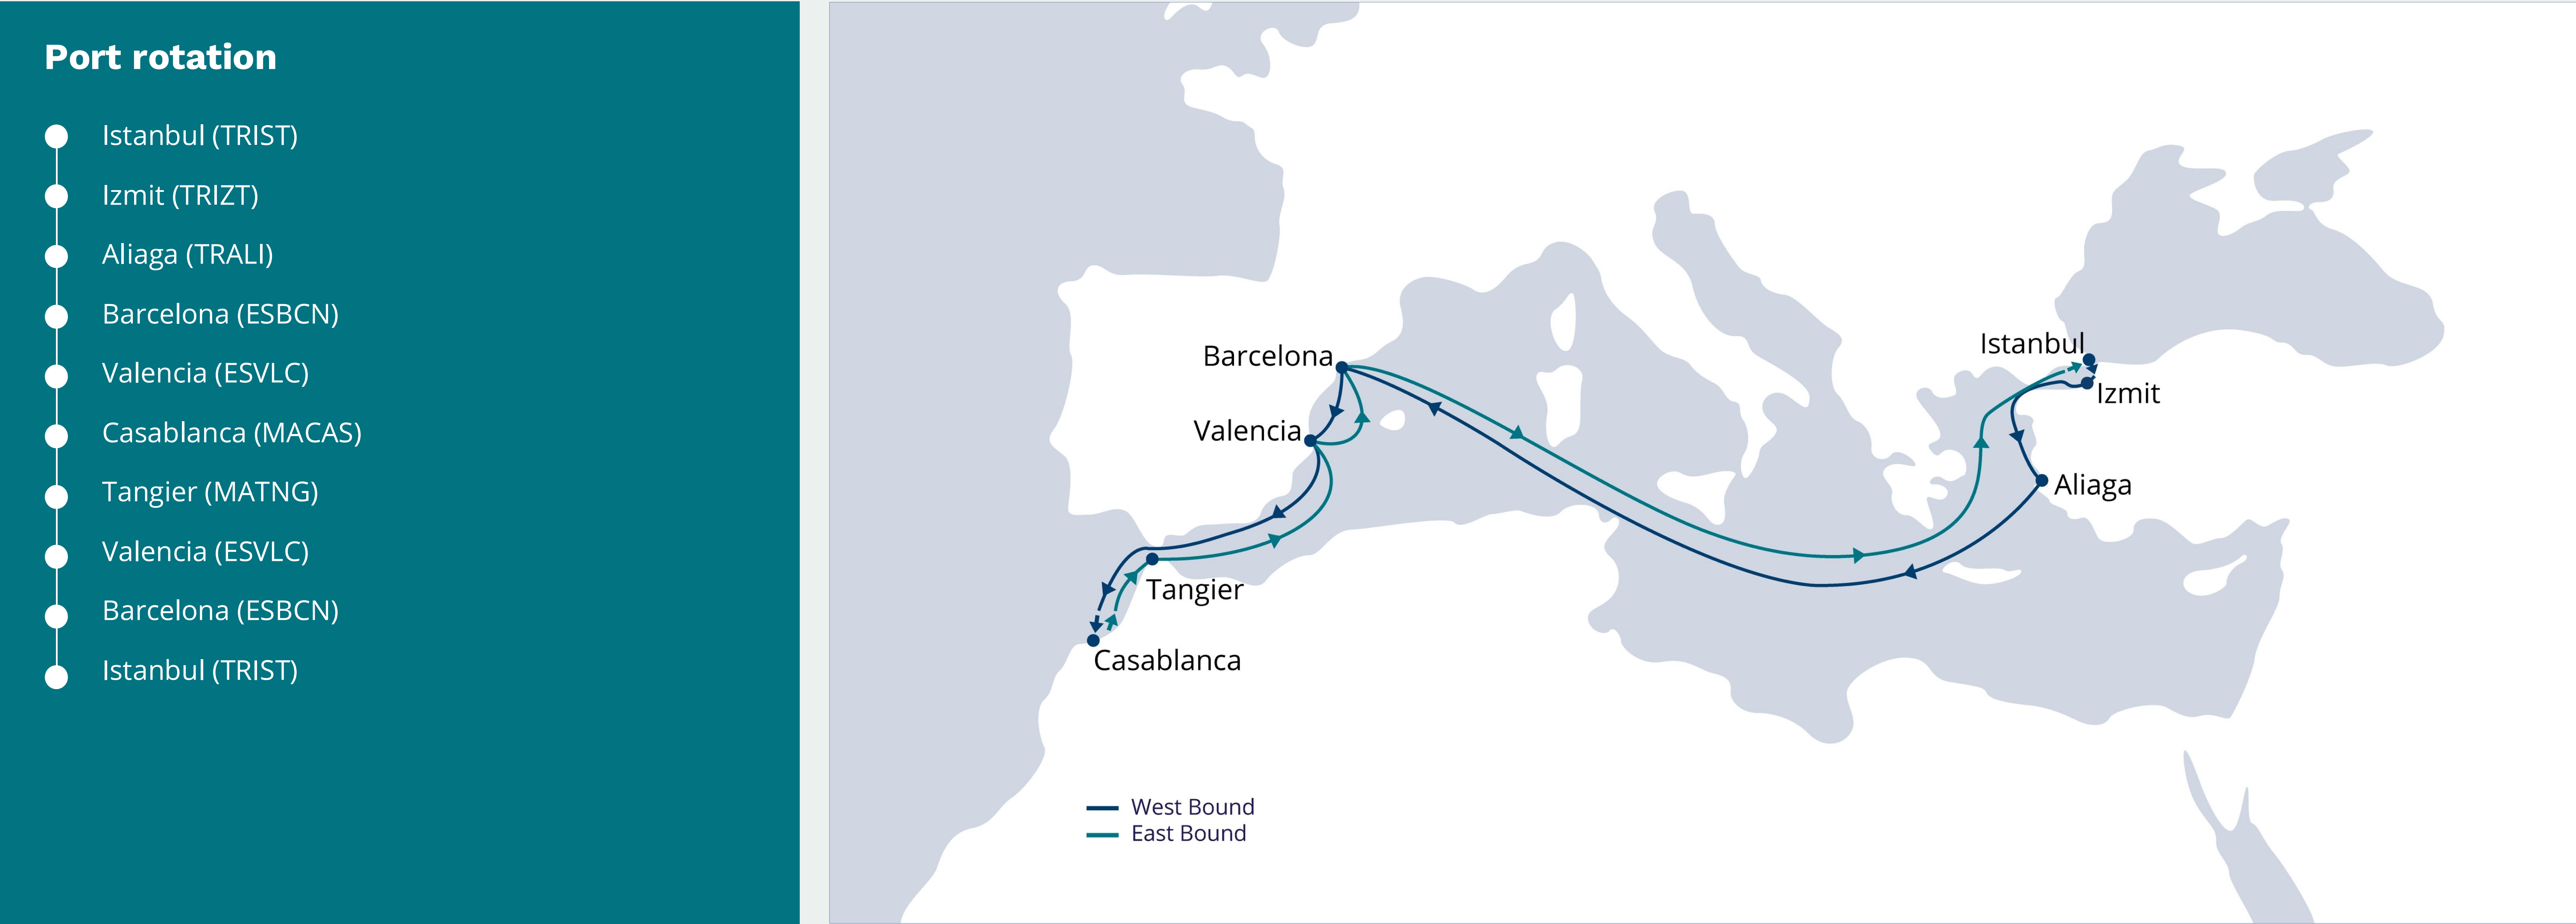 Port rotation
Istanbul (TRIST)
Izmit (TRIZT)
Aliaga (TRALI)
Barcelona (ESBCN)
Valencia (ESVLC)
Casablanca (MACAS)
Tangier (MATNG)
Valencia (ESVLC)
Barcelona (ESBCN)
Istanbul (TRIST)
Istanbul
Barcelona
Izmit
Valencia
Aliaga
Tangier
Casablanca
West Bound
East Bound